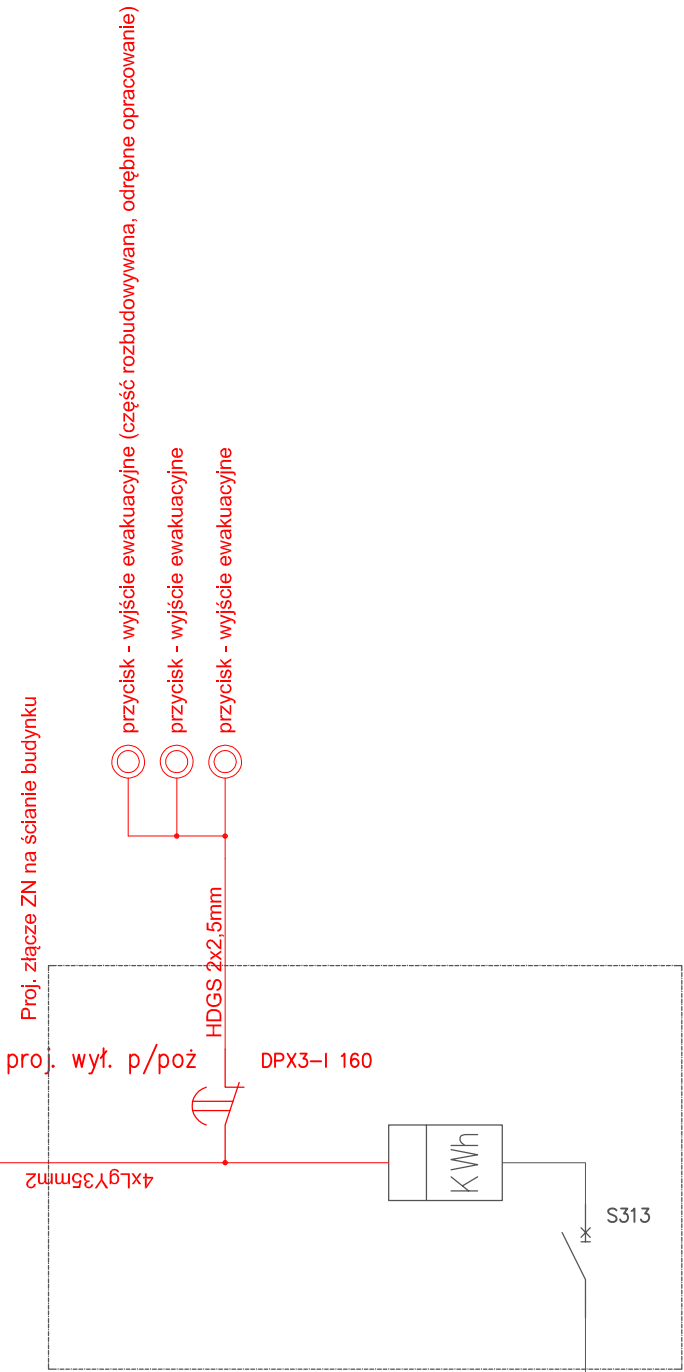 przycisk - wyjście ewakuacyjne (część rozbudowywana, odrębne opracowanie)
przycisk - wyjście ewakuacyjne
przycisk - wyjście ewakuacyjne
Proj. złącze ZN na ścianie budynku
HDGS 2x2,5mm
proj. wył. p/poż
DPX3-I 160
4xLgY35mm2
KWh
S313